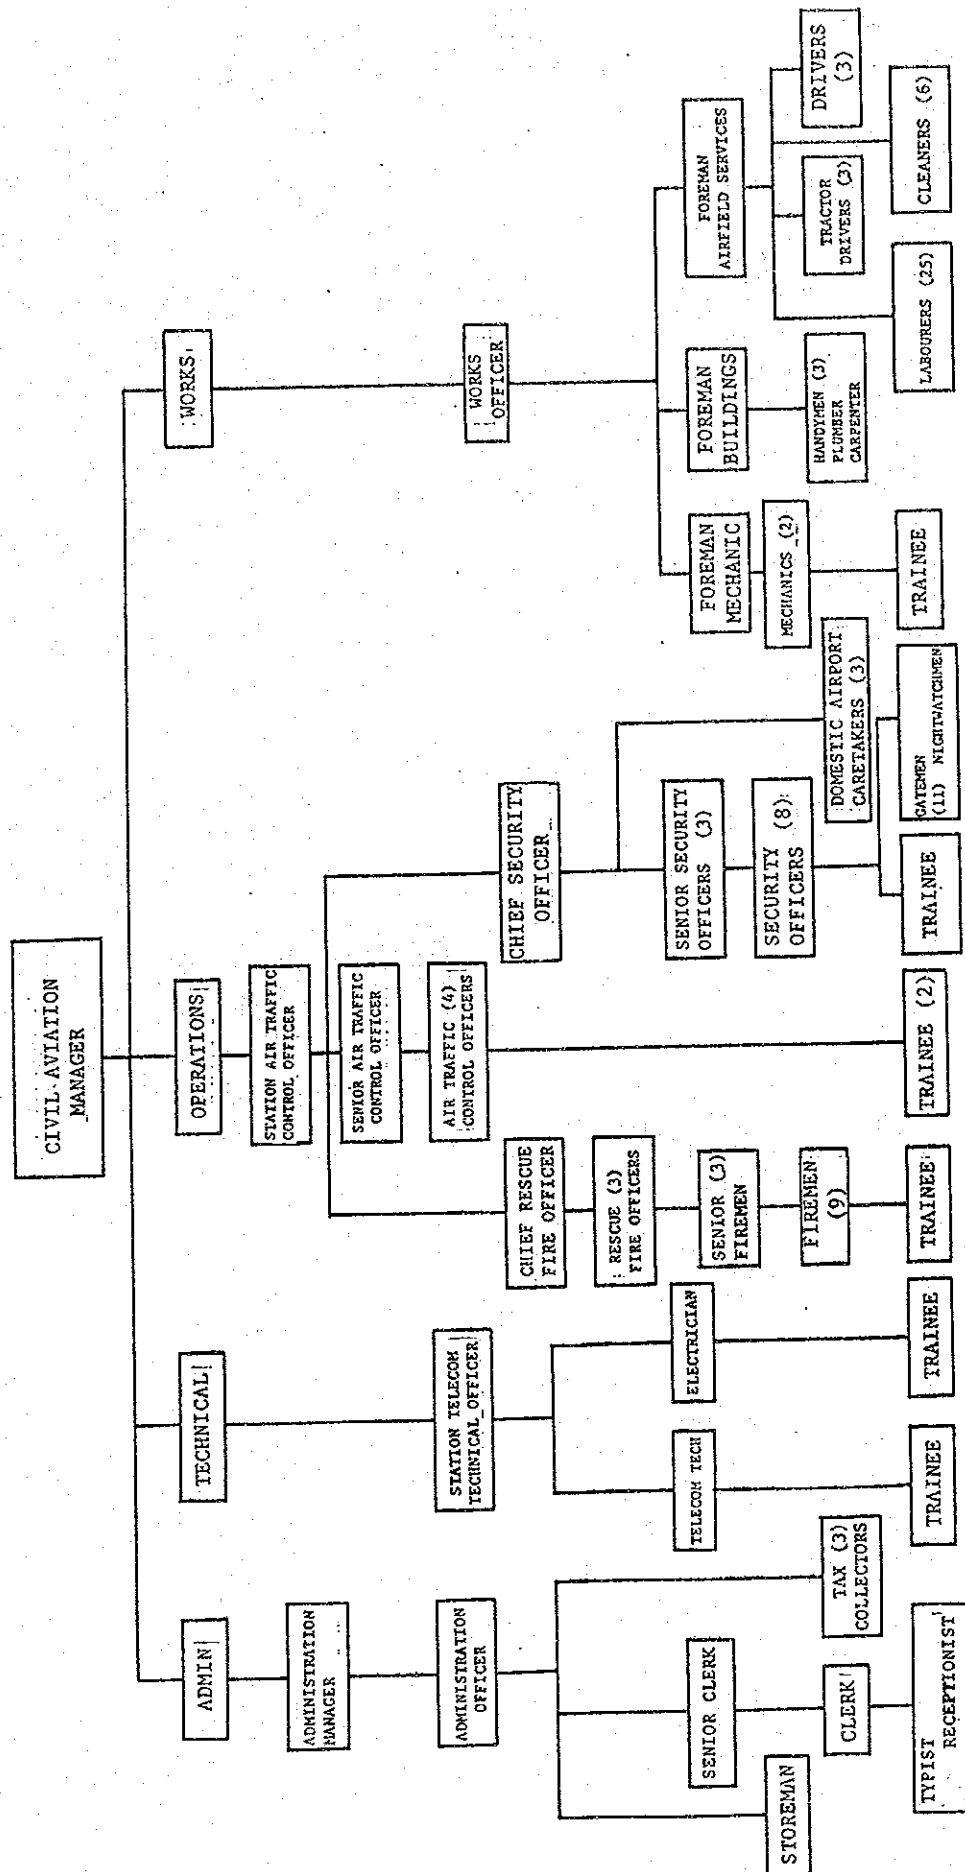 CIVIL AVIATION
MANAGER
ADMIN
TECHNICAL
OPERATIONS
WORKS
ADMINISTRATION
MANAGER
STATION AIR TRAFFIC
CONTROL OFFICER
SENIOR AIR TRAFFIC
CONTROL OFFICER
ADMINISTRATION
OFFICER
STATION TELECOM
TECHNICAL OFFICER
AIR TRAFFIC (4)
CONTROL OFFICERS
WORKS
OFFICER
CHIEF RESCUE
FIRE OFFICER
CHIEF SECURITY
OFFICER
RESCUE (3)
FIRE OFFICERS
SENIOR CLERK
TELECOM TECH
ELECTRICIAN
SENIOR (3)
FIREMEN
SENIOR SECURITY
OFFICERS (3)
FOREMAN
MECHANIC
FOREMAN
BUILDINGS
FOREMAN
AIRFIELD SERVICES
STOREMAN
FIREMEN
(9)
SECURITY (8)
OFFICERS
MECHANICS (2)
HANDYMEN (3)
PLUMBER
CARPENTER
TRACTOR
DRIVERS (3)
DRIVERS
(3)
CLERK
TAX (3)
COLLECTORS
DOMESTIC AIRPORT
CARETAKERS (3)
TYPIST
RECEPTIONIST
TRAINEE
TRAINEE
TRAINEE
TRAINEE (2)
TRAINEE
GATEMEN
(11) NIGHTWATCHMEN
TRAINEE
LABOURERS (25)
CLEANERS (6)